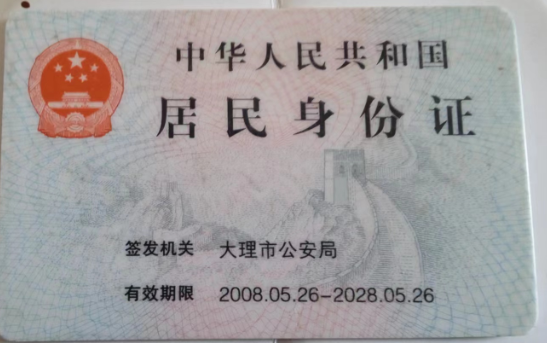 中华人民共和国
居民身份证
签发机关 大理市公安局
有效期限 2008.05.26-2028.05.26